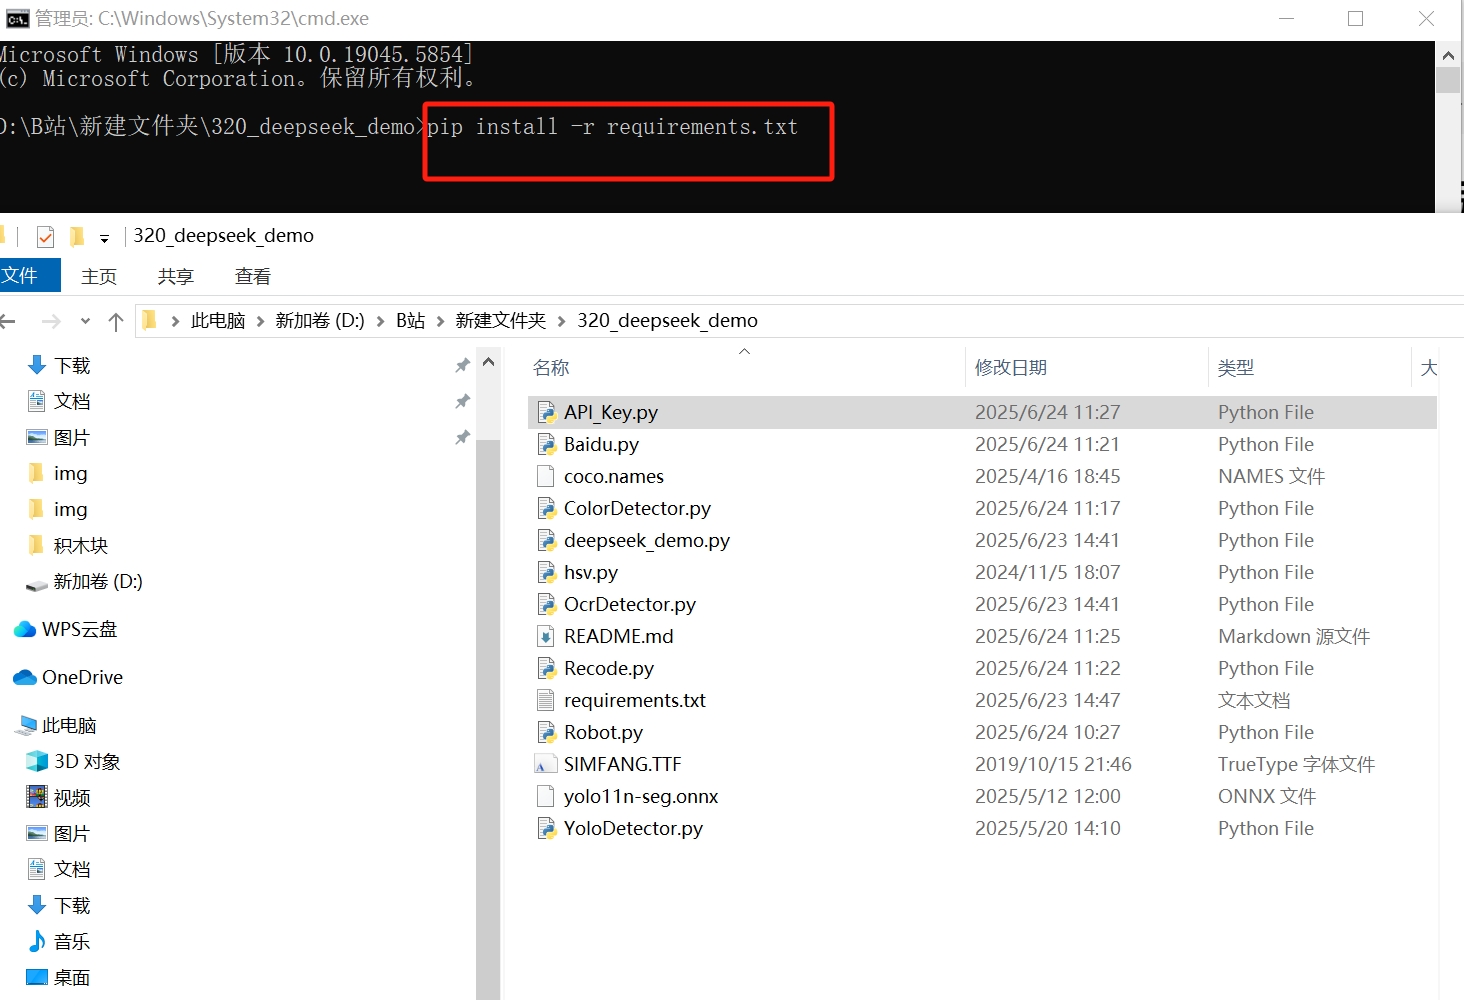 管理员: C:\Windows\System32\cmd.exe
Microsoft Windows [版本 10.0.19045.5854]
(c) Microsoft Corporation。保留所有权利。
D:\B站\新建文件夹\320_deepseek_demo>pip install -r requirements.txt
320_deepseek_demo
文件 主页 共享 查看
此电脑 > 新加卷 (D:) > B站 > 新建文件夹 > 320_deepseek_demo
下载
文档
图片
img
img
积木块
新加卷 (D:)
WPS云盘
OneDrive
此电脑
3D 对象
视频
图片
文档
下载
音乐
桌面
名称 修改日期 类型 大
API_Key.py 2025/6/24 11:27 Python File
Baidu.py 2025/6/24 11:21 Python File
coco.names 2025/4/16 18:45 NAMES 文件
ColorDetector.py 2025/6/24 11:17 Python File
deepseek_demo.py 2025/6/23 14:41 Python File
hsv.py 2024/11/5 18:07 Python File
OcrDetector.py 2025/6/23 14:41 Python File
README.md 2025/6/24 11:25 Markdown 源文件
Recode.py 2025/6/24 11:22 Python File
requirements.txt 2025/6/23 14:47 文本文档
Robot.py 2025/6/24 10:27 Python File
SIMFANG.TTF 2019/10/15 21:46 TrueType 字体文件
yolo11n-seg.onnx 2025/5/12 12:00 ONNX 文件
YoloDetector.py 2025/5/20 14:10 Python File